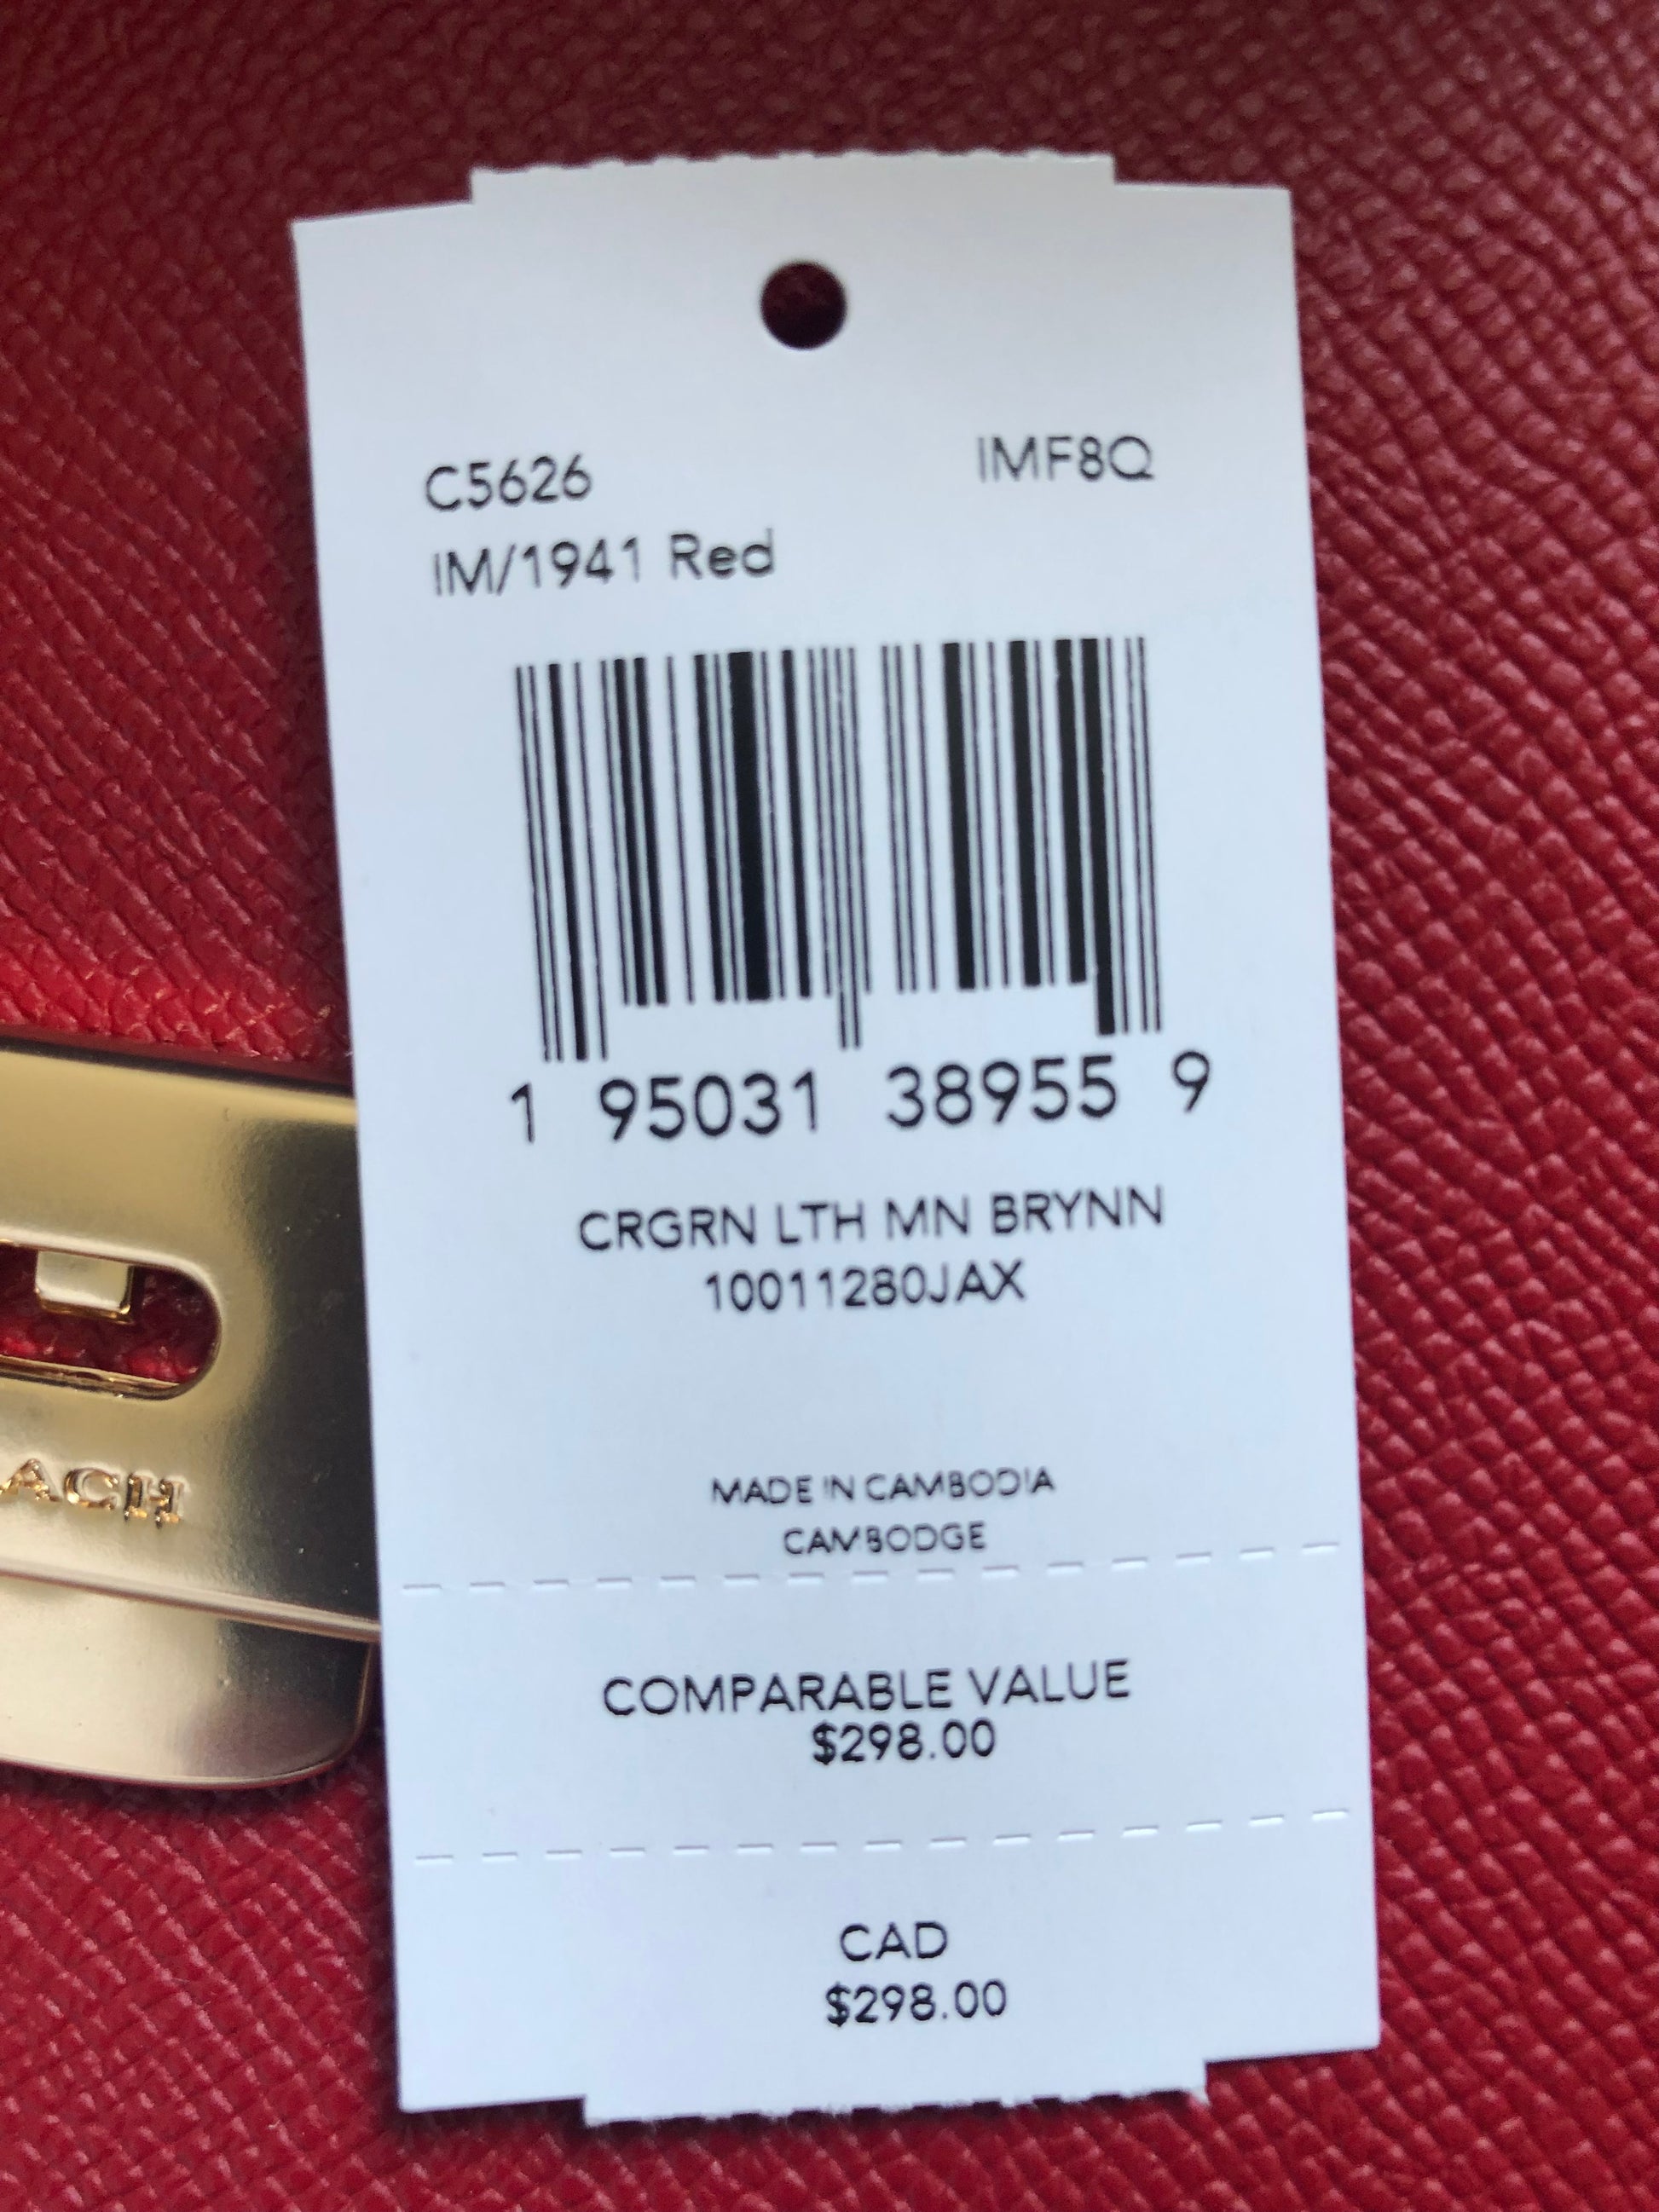 C5626 IMF8Q
IM/1941 Red
1 95031 38955 9
CRGRN LTH MN BRYNN
10011280JAX
ACH
MADE IN CAMBODIA
CAMBODGE
COMPARABLE VALUE
$298.00
CAD
$298.00